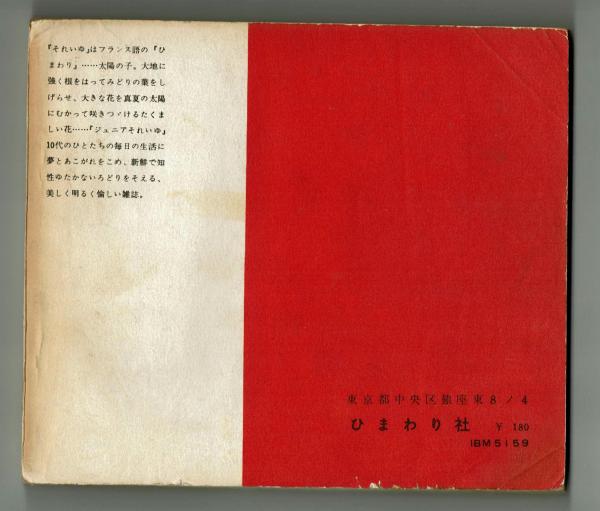 『それいゆ』はフランス語の『ひ
まわり』……太陽の子。大地に
強く根をはってみどりの葉をし
げらせ、大きな花を真夏の太陽
にむかって咲きつゞけるたくま
しい花……『ジュニアそれいゆ』
10代のひとたちの毎日の生活に
夢とあこがれをこめ、新鮮で知
性ゆたかないろどりをそえる、
美しく明るく愉しい雑誌。
東京都中央区銀座東8ノ4
ひまわり社 ￥ 180
IBM 5159